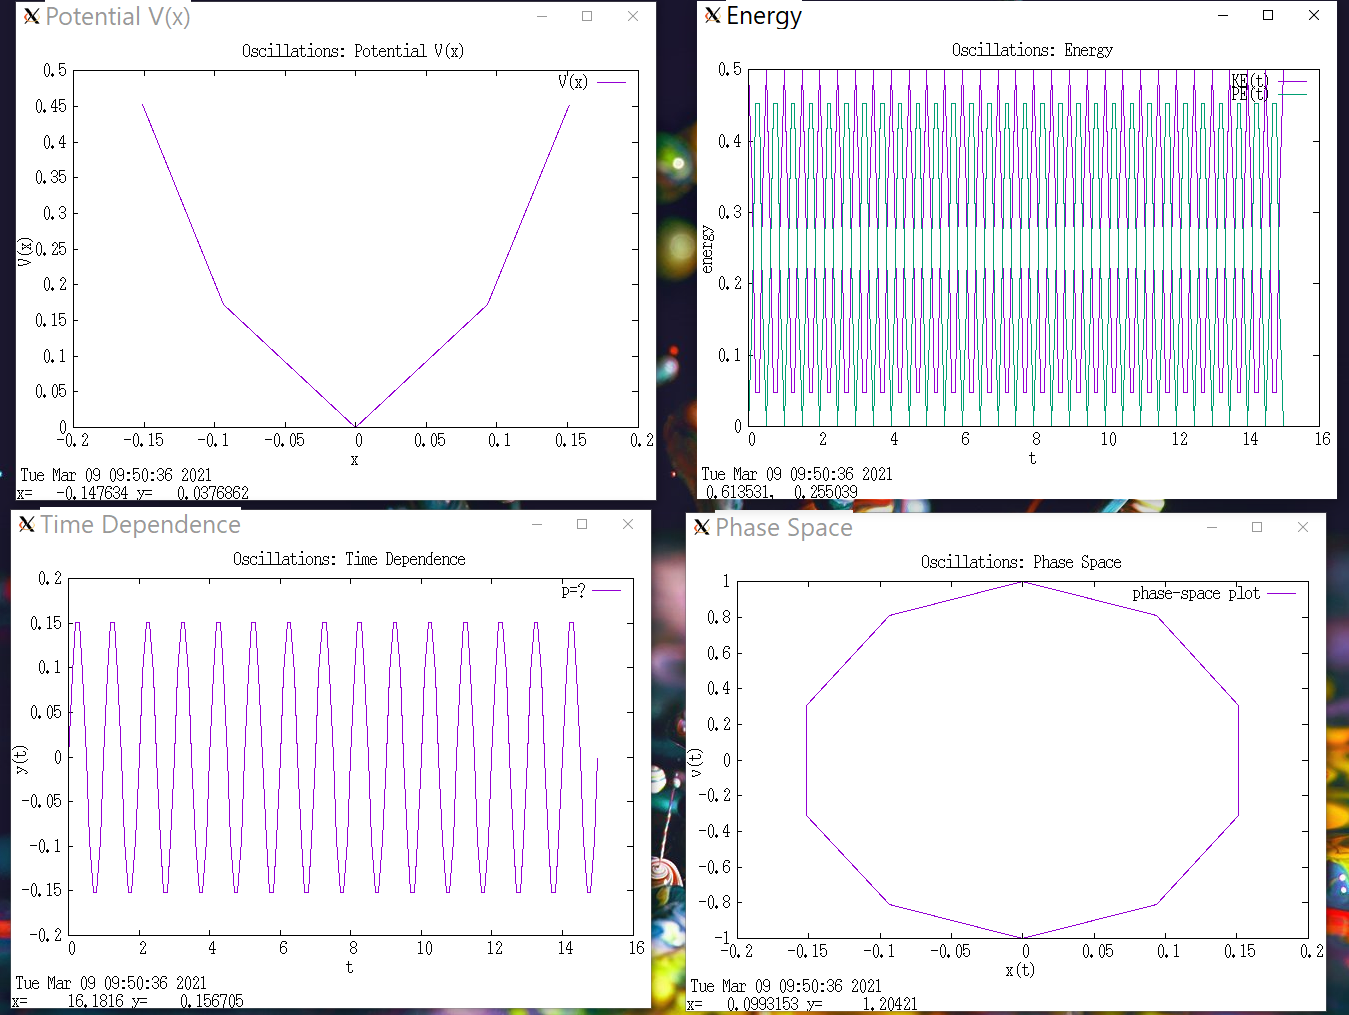 Potential V(x)
Oscillations: Potential V(x)
V(x)
0.5
0.45
0.4
0.35
0.3
0.25
0.2
0.15
0.1
0.05
0
V(x)
-0.2 -0.15 -0.1 -0.05 0 0.05 0.1 0.15 0.2
x
Tue Mar 09 09:50:36 2021
x= -0.147634 y= 0.0376862
Energy
Oscillations: Energy
KE(t)
PE(t)
0.5
0.4
0.3
0.2
0.1
0
energy
0 2 4 6 8 10 12 14 16
t
Tue Mar 09 09:50:36 2021
0.613531, 0.255039
Time Dependence
Oscillations: Time Dependence
p=?
0.2
0.15
0.1
0.05
0
-0.05
-0.1
-0.15
-0.2
y(t)
0 2 4 6 8 10 12 14 16
t
Tue Mar 09 09:50:36 2021
x= 16.1816 y= 0.156705
Phase Space
Oscillations: Phase Space
phase-space plot
1
0.8
0.6
0.4
0.2
0
-0.2
-0.4
-0.6
-0.8
-1
v(t)
-0.2 -0.15 -0.1 -0.05 0 0.05 0.1 0.15 0.2
x(t)
Tue Mar 09 09:50:36 2021
x= 0.0993153 y= 1.20421